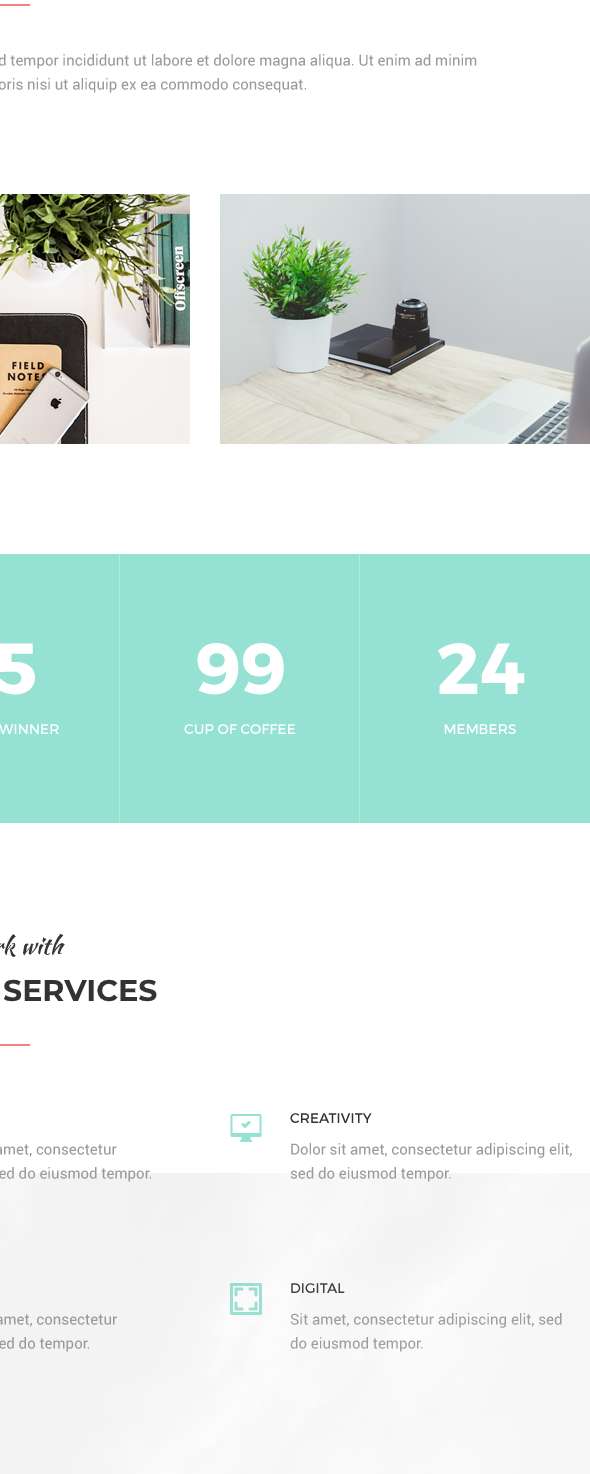 d tempor incididunt ut labore et dolore magna aliqua. Ut enim ad minim
oris nisi ut aliquip ex ea commodo consequat.
Offscreen
FIELD
NOTES
5
WINNER
99
CUP OF COFFEE
24
MEMBERS
rk with
SERVICES
amet, consectetur
ed do eiusmod tempor.
CREATIVITY
Dolor sit amet, consectetur adipiscing elit,
sed do eiusmod tempor.
amet, consectetur
ed do tempor.
DIGITAL
Sit amet, consectetur adipiscing elit, sed
do eiusmod tempor.